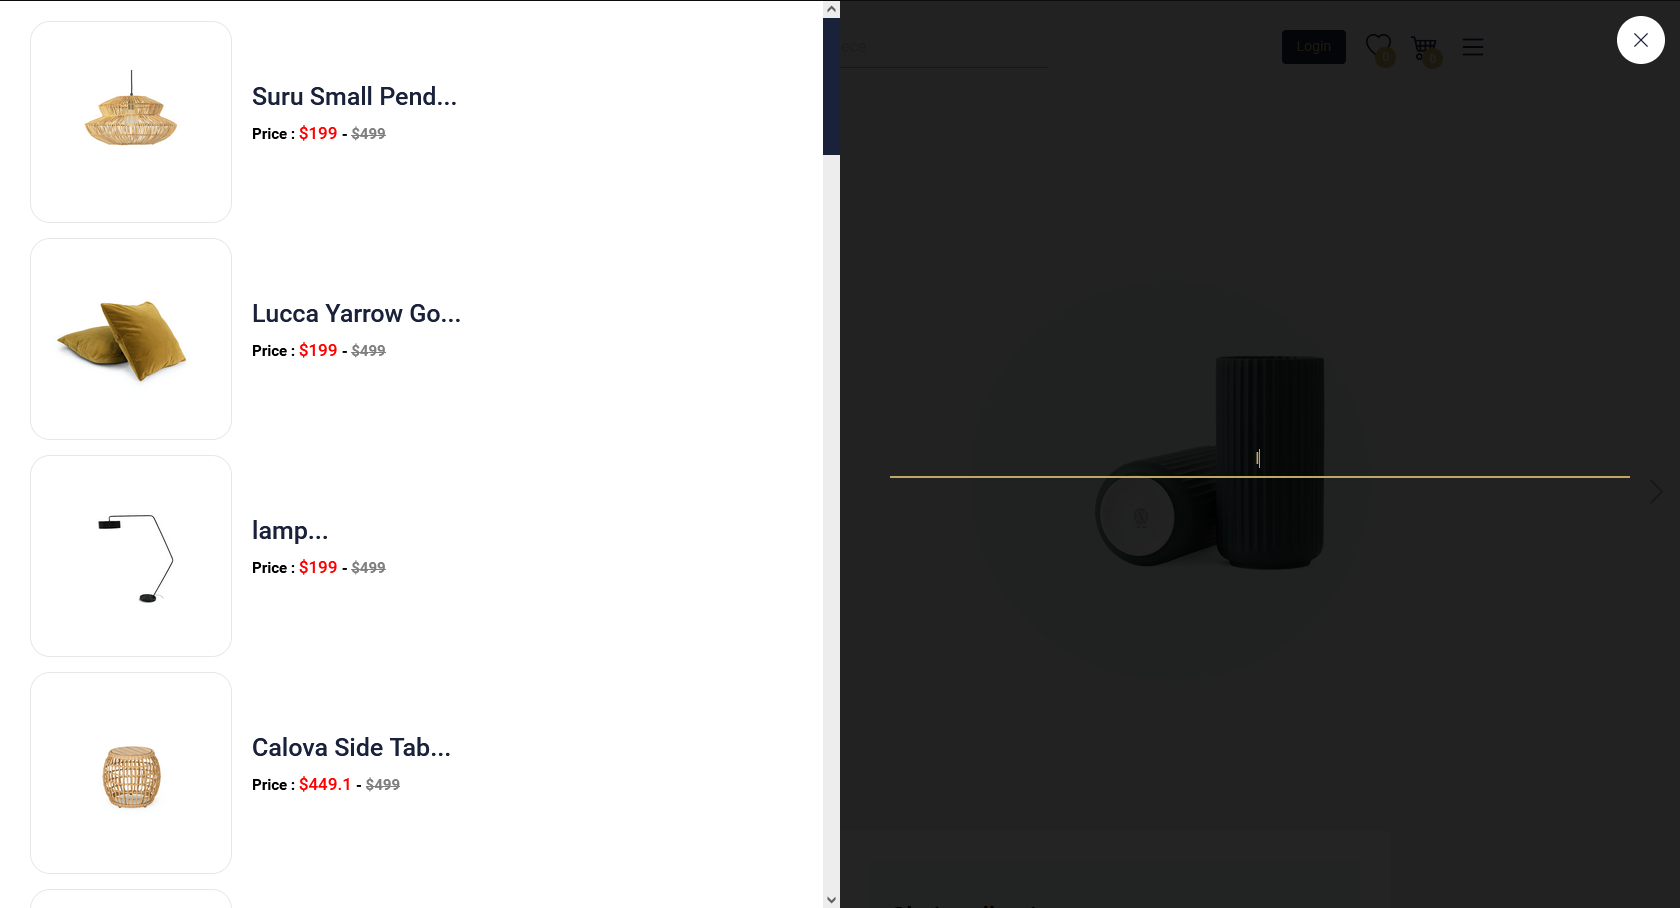 Suru Small Pend...
Price : $199 - $499
Lucca Yarrow Go...
Price : $199 - $499
lamp...
Price : $199 - $499
Calova Side Tab...
Price : $449.1 - $499
Login
0
0
l